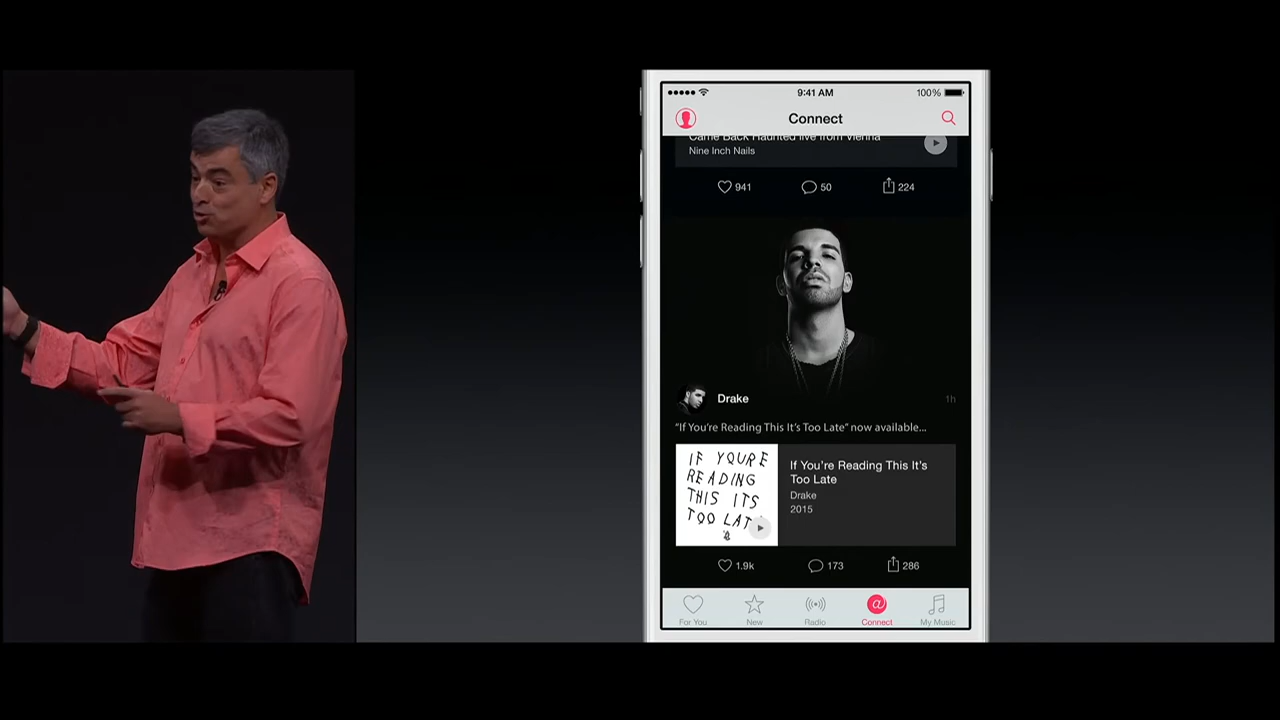 9:41 AM 100%
Connect
Came Back Haunted live from Vienna
Nine Inch Nails
941 50 224
Drake 1h
“If You’re Reading This It’s Too Late” now available...
IF YOURE
READING
THIS ITS
TOO LATE
If You’re Reading This It’s
Too Late
Drake
2015
1.9k 173 286
@
For You New Radio Connect My Music